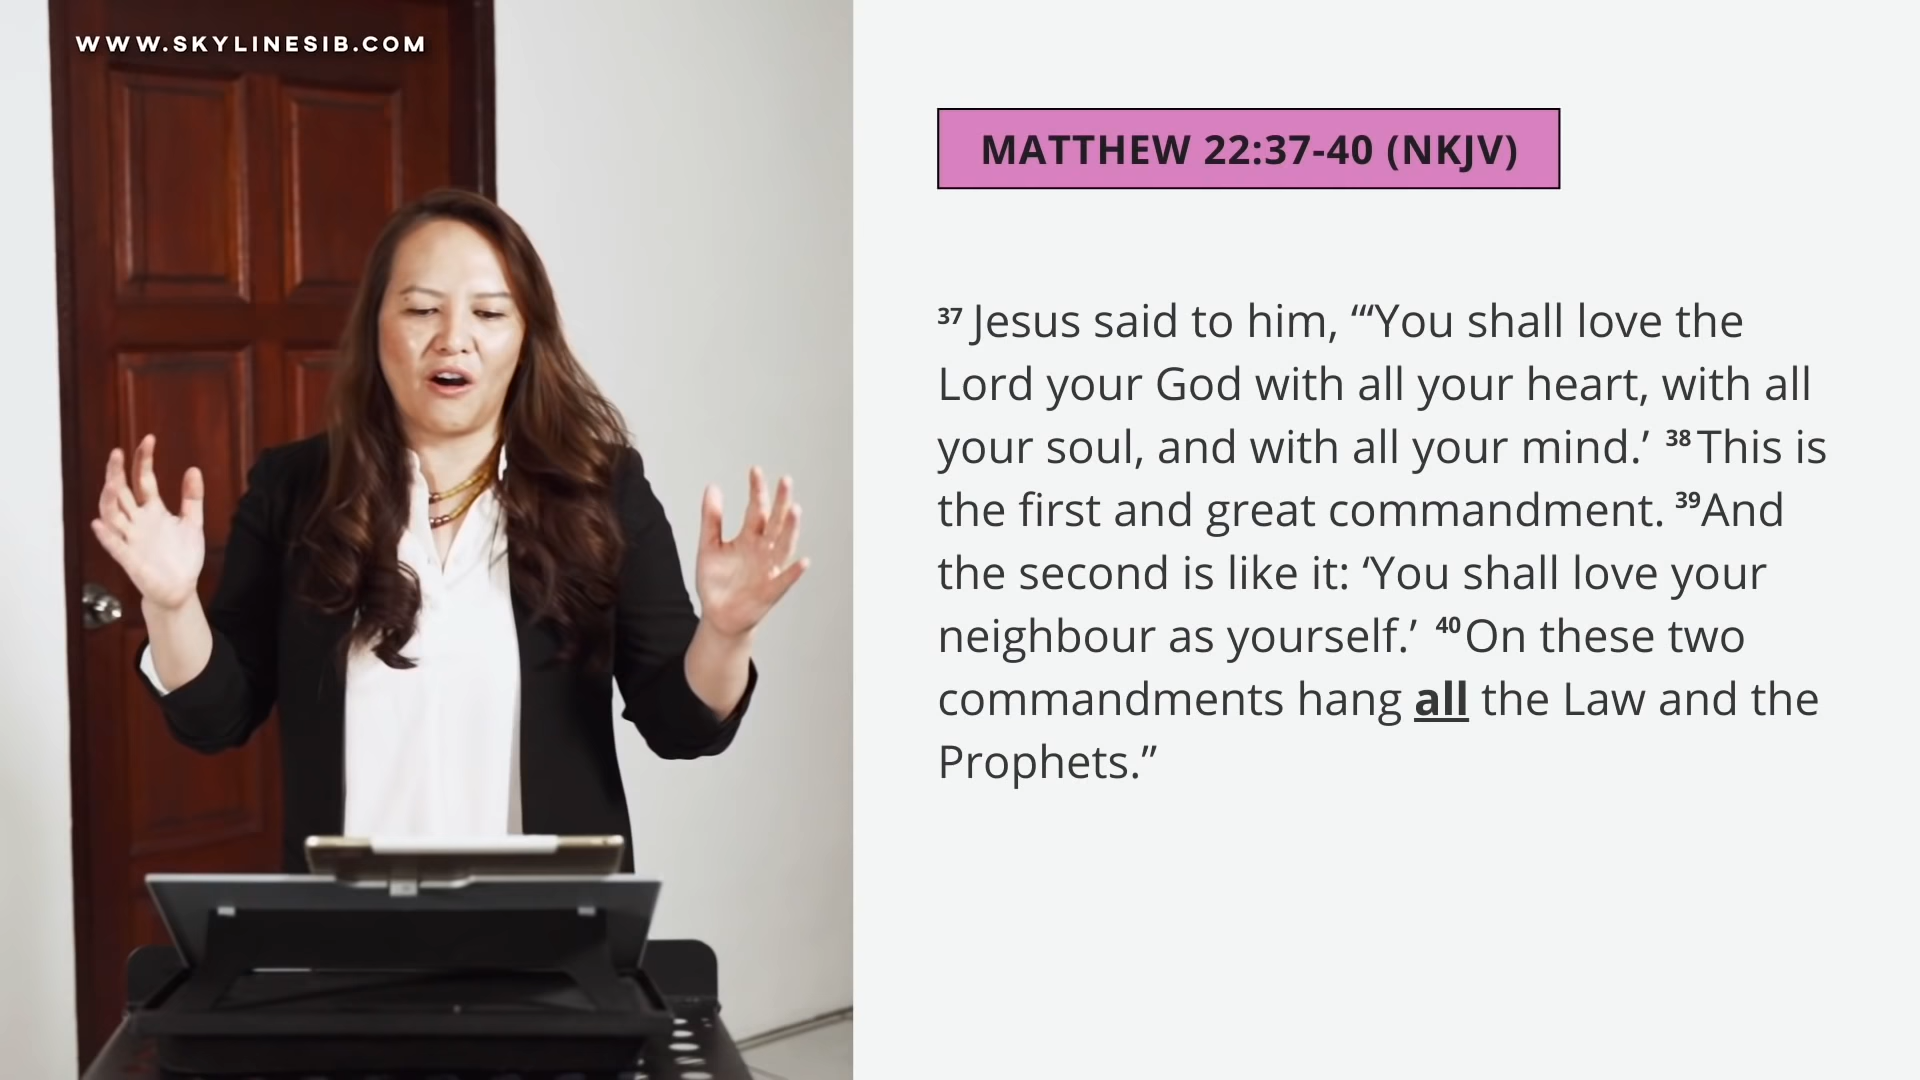 WWW.SKYLINESIB.COM
MATTHEW 22:37-40 (NKJV)
37 Jesus said to him, “‘You shall love the
Lord your God with all your heart, with all
your soul, and with all your mind.’ 38 This is
the first and great commandment. 39And
the second is like it: ‘You shall love your
neighbour as yourself.’ 40 On these two
commandments hang all the Law and the
Prophets.”